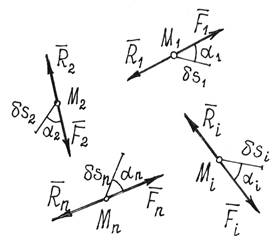 R̅₁ M₁ F̅₁ α₁ δs₁
R̅₂ M₂ δs₂ α₂ F̅₂
R̅ᵢ δsᵢ Mᵢ αᵢ F̅ᵢ
δsₙ αₙ R̅ₙ Mₙ F̅ₙ